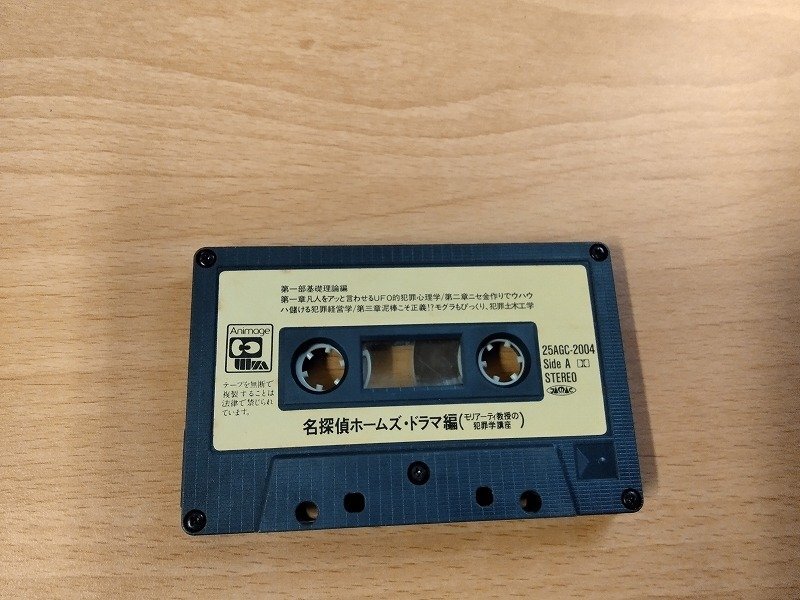 第一部基礎理論編
第一章凡人をアッと言わせるUFO的犯罪心理学/第二章ニセ金作りでウハウ
ハ儲ける犯罪経営学/第三章泥棒こそ正義!?モグラもびっくり、犯罪土木工学
Animage
テープを無断で
複製することは
法律で禁じられ
ています。
25AGC-2004
Side A
STEREO
JASRAC
名探偵ホームズ・ドラマ編(モリアーティ教授の
犯罪学講座)